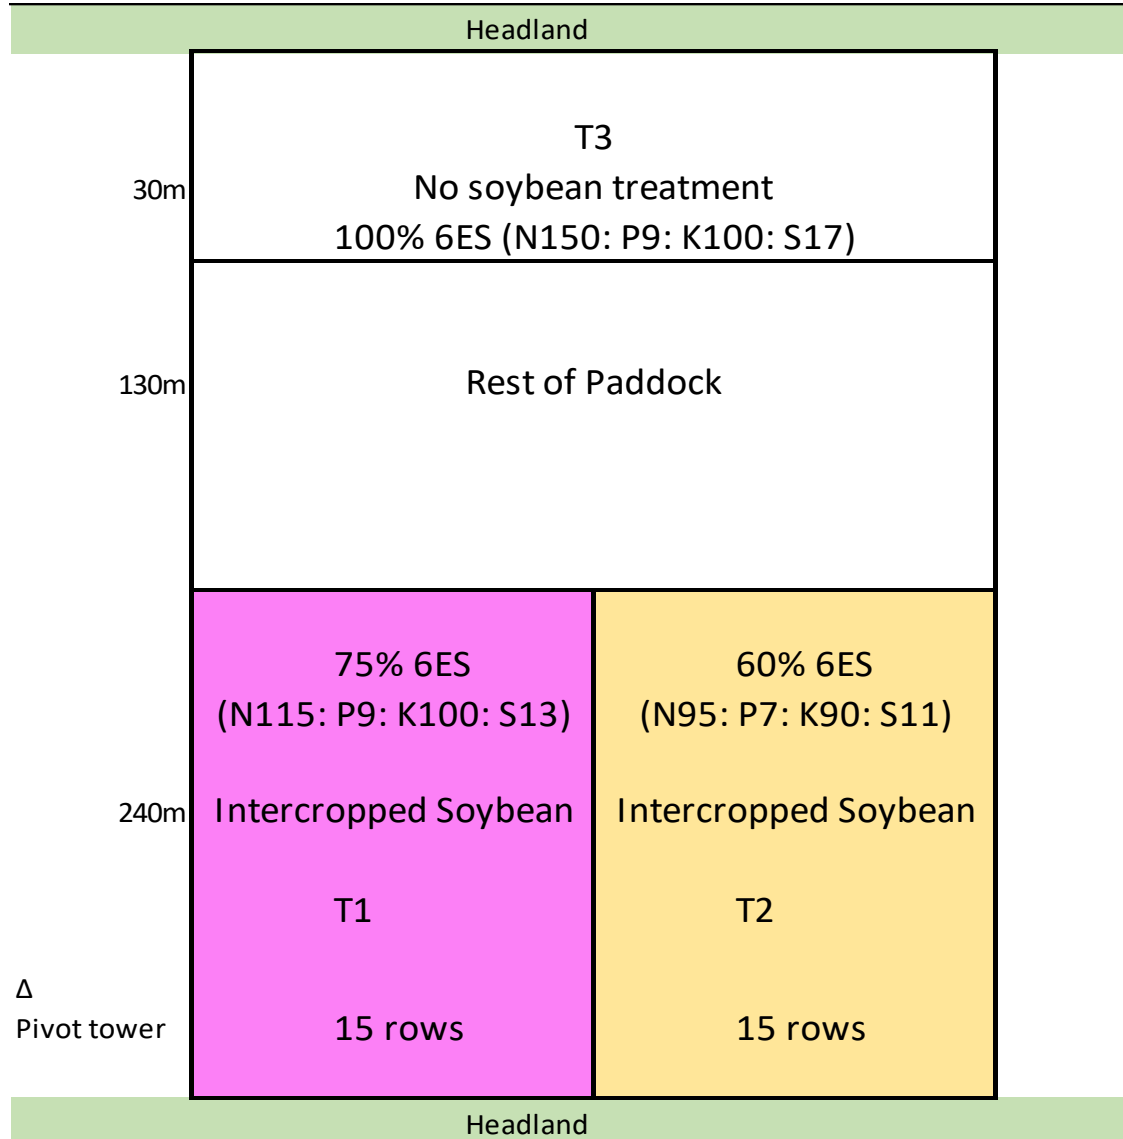 Headland
T3
30m
No soybean treatment
100% 6ES (N150: P9: K100: S17)
130m
Rest of Paddock
75% 6ES
(N115: P9: K100: S13)
60% 6ES
(N95: P7: K90: S11)
240m
Intercropped Soybean
Intercropped Soybean
T1
T2
Δ
Pivot tower
15 rows
15 rows
Headland